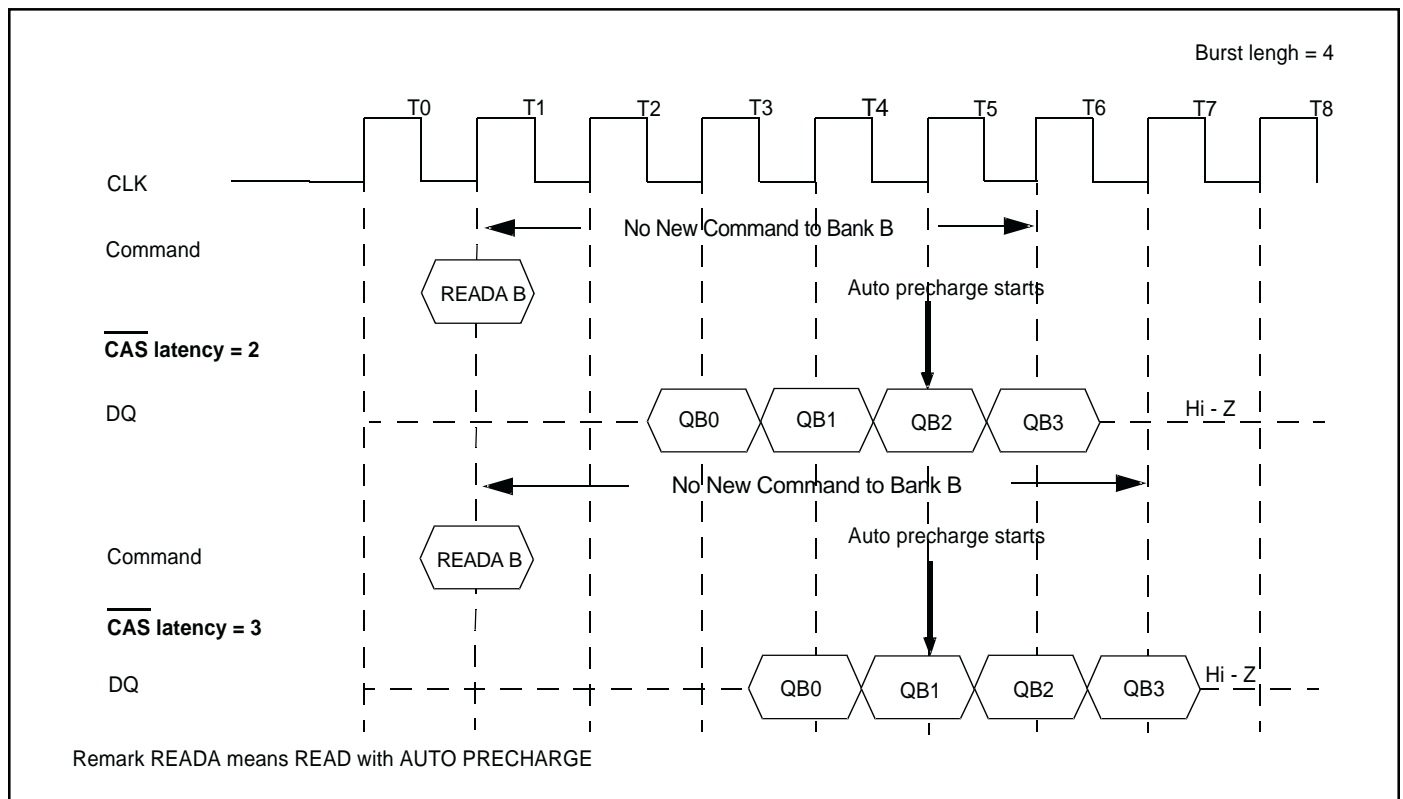 Burst lengh = 4
T0 T1 T2 T3 T4 T5 T6 T7 T8
CLK
No New Command to Bank B
Command
READA B
Auto precharge starts
CAS latency = 2
DQ
QB0 QB1 QB2 QB3
Hi - Z
No New Command to Bank B
Command
READA B
Auto precharge starts
CAS latency = 3
DQ
QB0 QB1 QB2 QB3
Hi - Z
Remark READA means READ with AUTO PRECHARGE